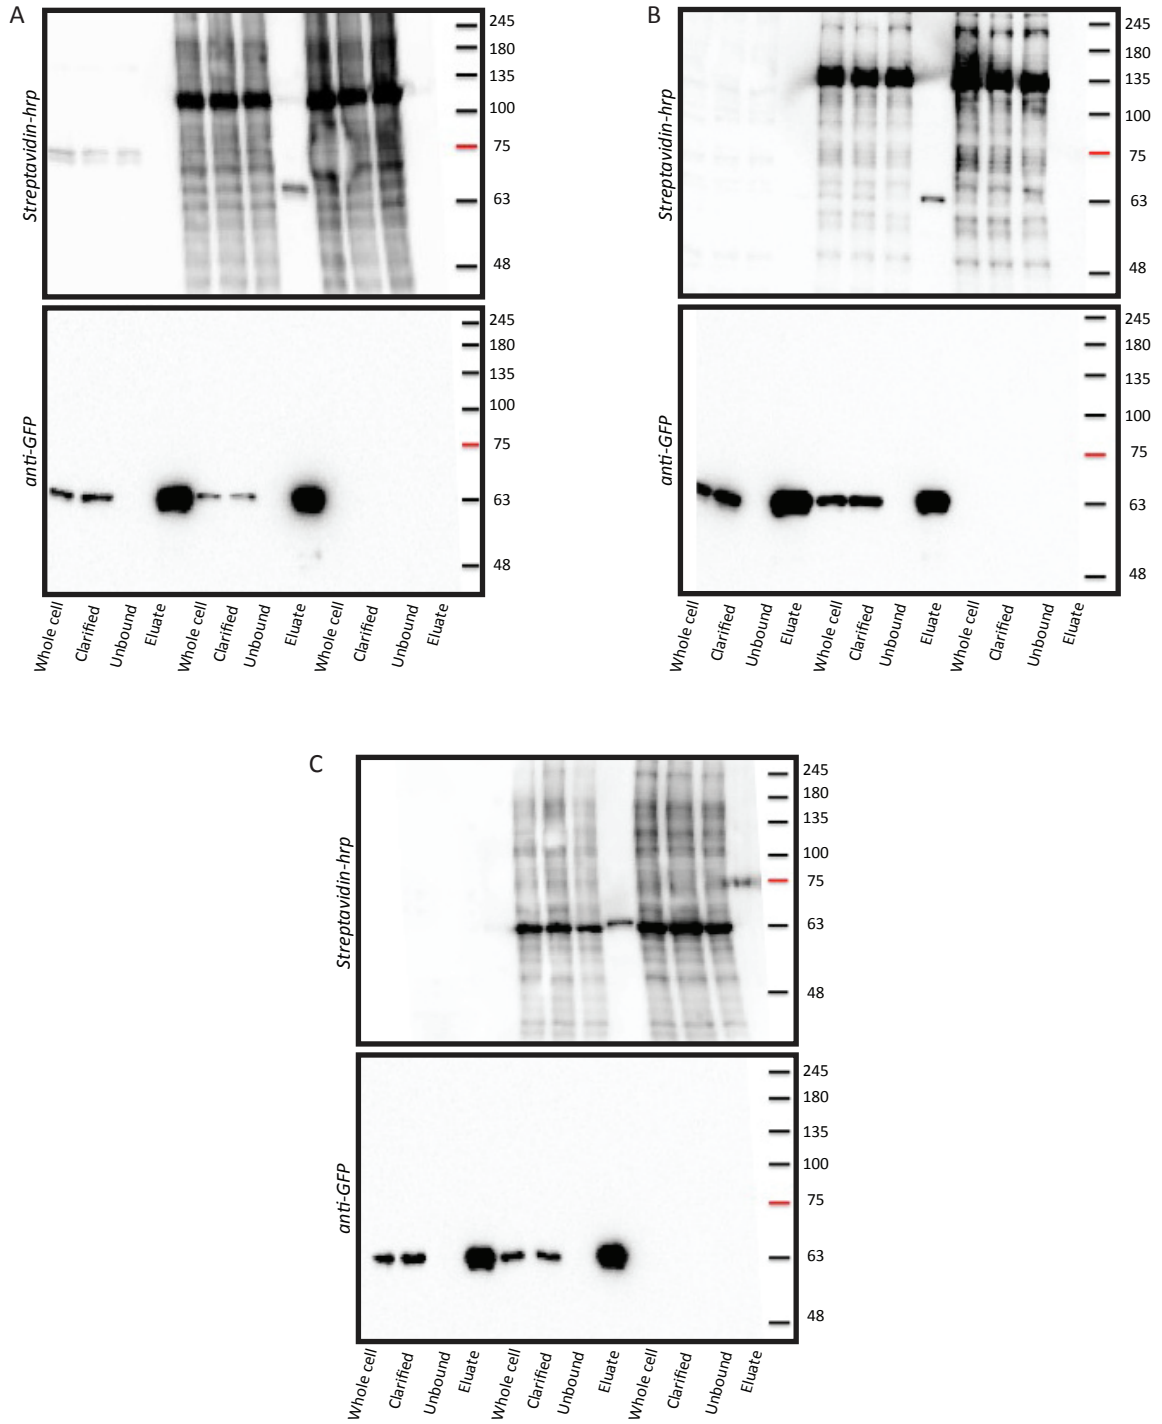 A
Streptavidin-hrp
245
180
135
100
75
63
48
anti-GFP
245
180
135
100
75
63
48
Whole cell
Clarified
Unbound
Eluate
Whole cell
Clarified
Unbound
Eluate
Whole cell
Clarified
Unbound
Eluate
B
Streptavidin-hrp
245
180
135
100
75
63
48
anti-GFP
245
180
135
100
75
63
48
Whole cell
Clarified
Unbound
Eluate
Whole cell
Clarified
Unbound
Eluate
Whole cell
Clarified
Unbound
Eluate
C
Streptavidin-hrp
245
180
135
100
75
63
48
anti-GFP
245
180
135
100
75
63
48
Whole cell
Clarified
Unbound
Eluate
Whole cell
Clarified
Unbound
Eluate
Whole cell
Clarified
Unbound
Eluate